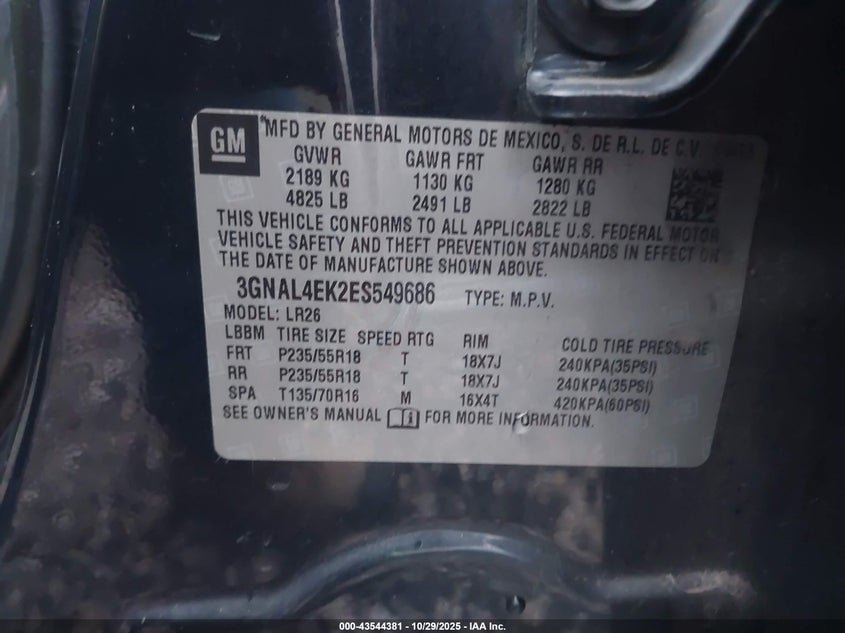 GM MFD BY GENERAL MOTORS DE MEXICO, S. DE R.L. DE C.V.
GVWR GAWR FRT GAWR RR
2189 KG 1130 KG 1280 KG
4825 LB 2491 LB 2822 LB
THIS VEHICLE CONFORMS TO ALL APPLICABLE U.S. FEDERAL MOTOR
VEHICLE SAFETY AND THEFT PREVENTION STANDARDS IN EFFECT ON
THE DATE OF MANUFACTURE SHOWN ABOVE.
3GNAL4EK2ES549686 TYPE: M.P.V.
MODEL: LR26
LBBM TIRE SIZE SPEED RTG RIM COLD TIRE PRESSURE
FRT P235/55R18 T 18X7J 240KPA(35PSI)
RR P235/55R18 T 18X7J 240KPA(35PSI)
SPA T135/70R16 M 16X4T 420KPA(60PSI)
SEE OWNER'S MANUAL FOR MORE INFORMATION.
000-43544381 | 10/29/2025 - IAA Inc.